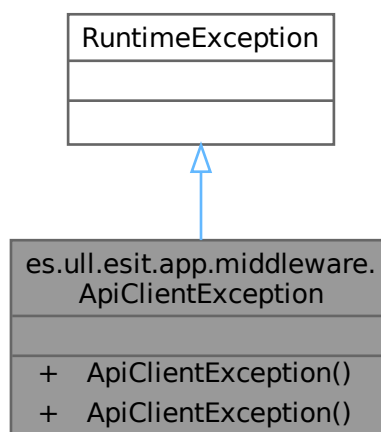 RuntimeException
es.ull.esit.app.middleware.
ApiClientException
+ ApiClientException()
+ ApiClientException()